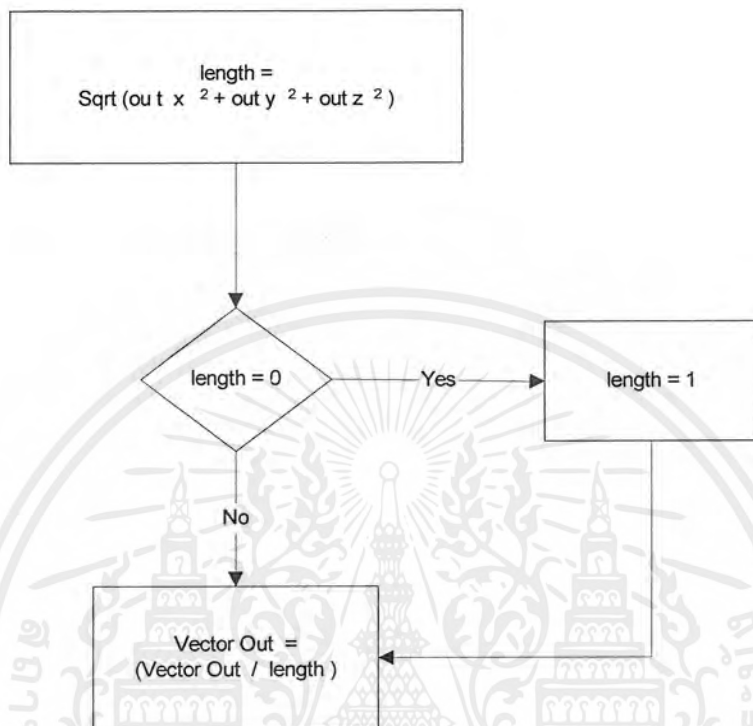 length =
Sqrt (ou t x ² + out y ² + out z ² )
length = 0
Yes
length = 1
No
Vector Out =
(Vector Out / length )